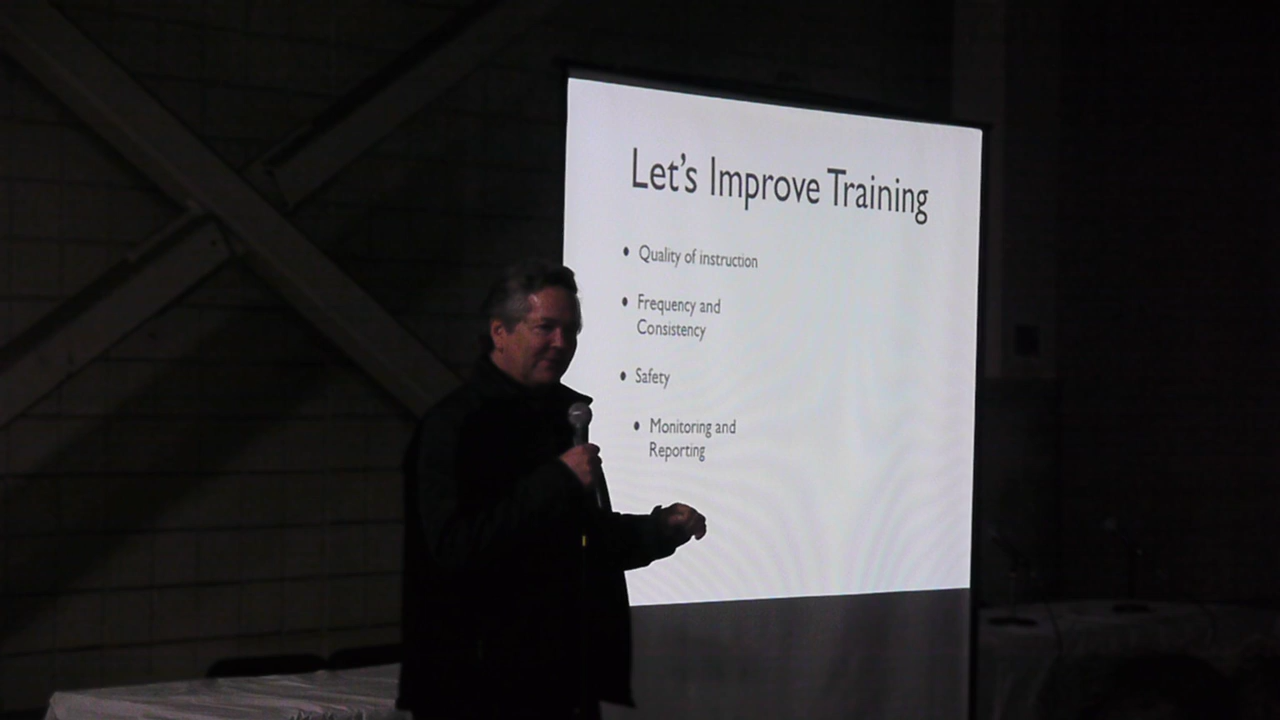 Let's Improve Training
• Quality of instruction
• Frequency and
Consistency
• Safety
• Monitoring and
Reporting